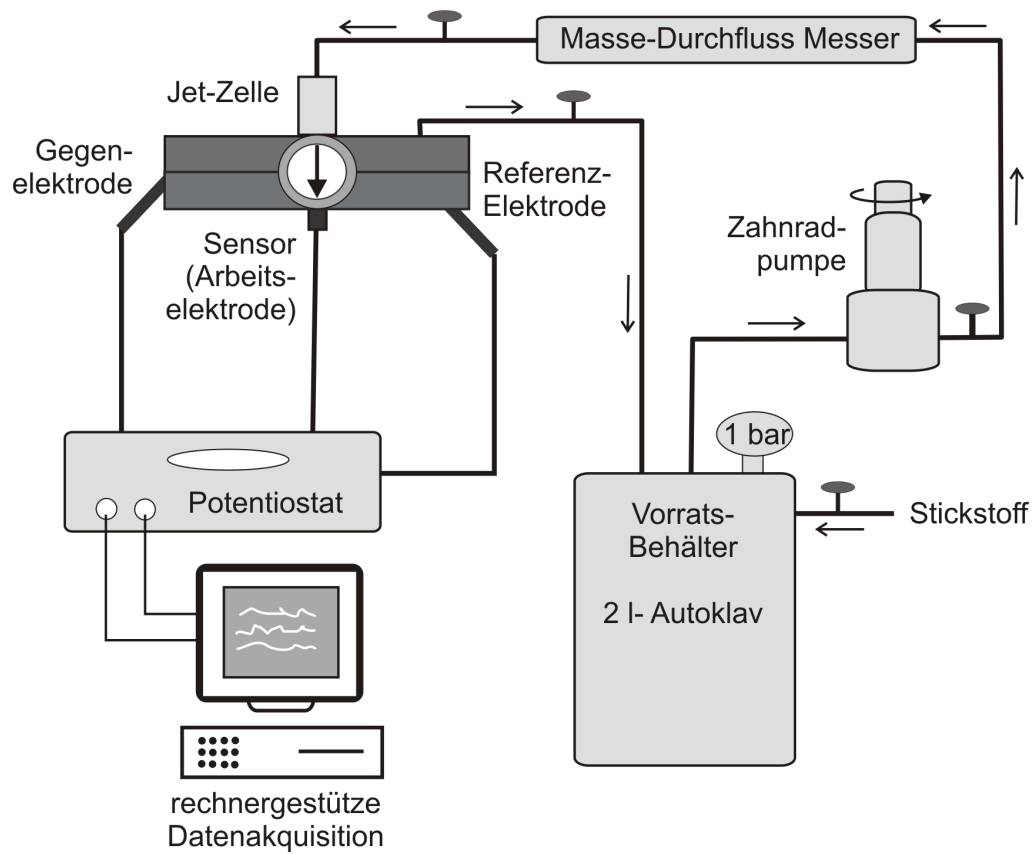 Masse-Durchfluss Messer
Jet-Zelle
Gegen-
elektrode
Referenz-
Elektrode
Sensor
(Arbeits-
elektrode)
Zahnrad-
pumpe
1 bar
Potentiostat
Vorrats-
Behälter
2 l- Autoklav
Stickstoff
rechnergestütze
Datenakquisition